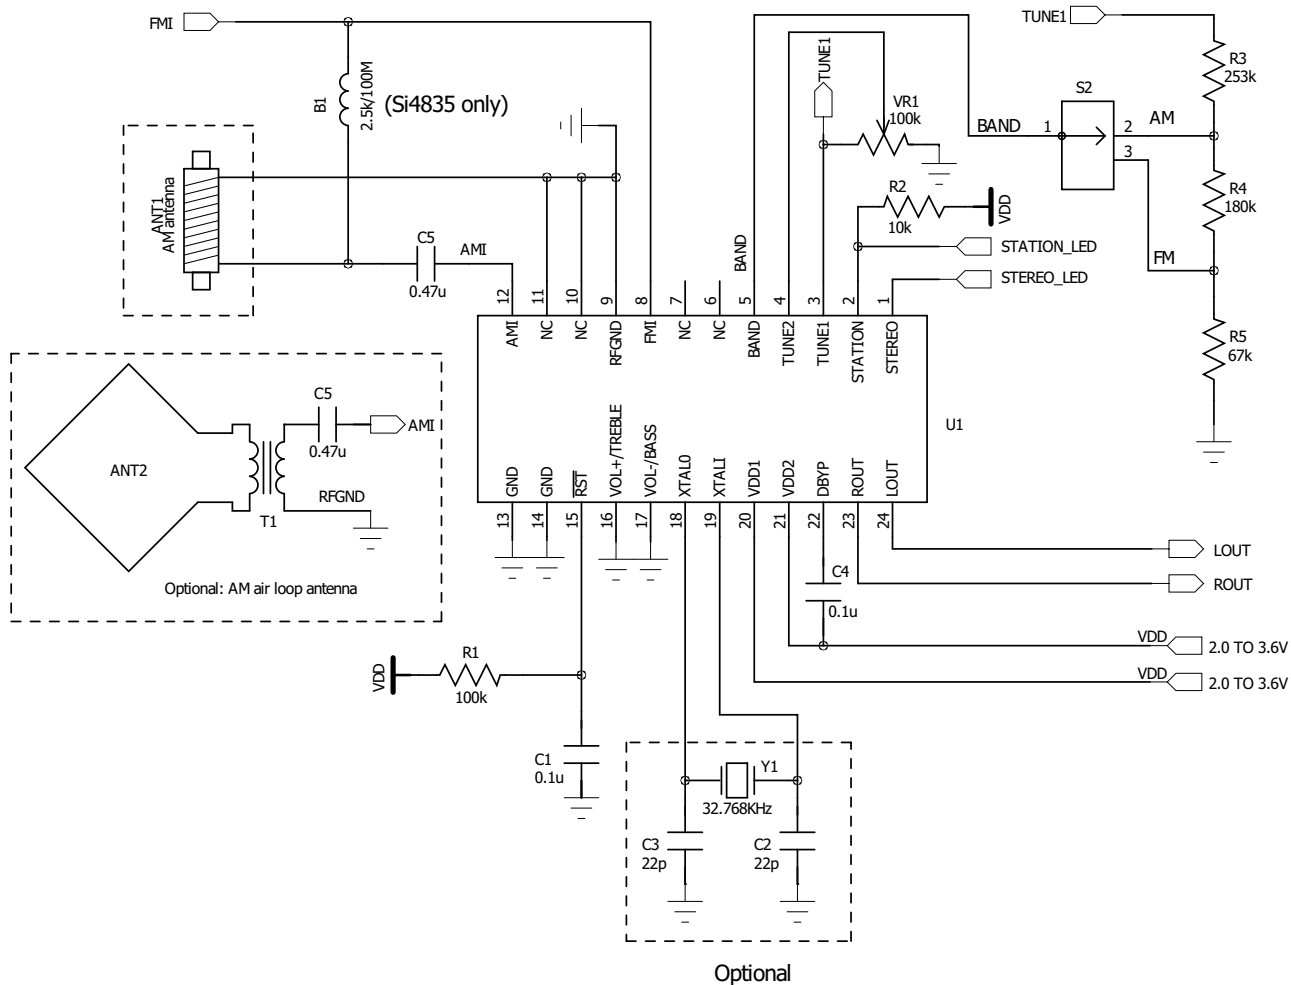 FMI
B1
2.5k/100M
(Si4835 only)
ANT1
AM antenna
C5
0.47u
AMI
TUNE1
VR1
100k
R2
10k
VDD
STATION_LED
STEREO_LED
BAND
TUNE1
R3
253k
S2
BAND
1
2
AM
3
R4
180k
FM
R5
67k
12
11
10
9
8
7
6
5
4
3
2
1
AMI
NC
NC
RFGND
FMI
NC
NC
BAND
TUNE2
TUNE1
STATION
STEREO
U1
GND
GND
RST
VOL+/TREBLE
VOL-/BASS
XTAL0
XTALI
VDD1
VDD2
DBYP
ROUT
LOUT
13
14
15
16
17
18
19
20
21
22
23
24
ANT2
T1
C5
0.47u
AMI
RFGND
Optional: AM air loop antenna
LOUT
ROUT
C4
0.1u
VDD
2.0 TO 3.6V
VDD
2.0 TO 3.6V
VDD
R1
100k
C1
0.1u
Y1
32.768KHz
C3
22p
C2
22p
Optional